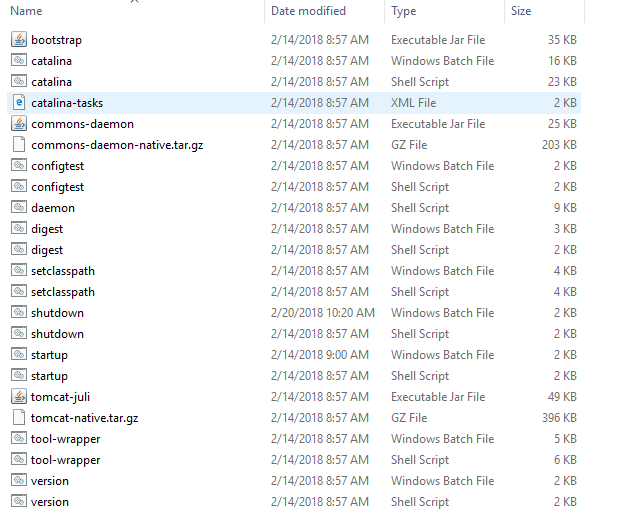 Name Date modified Type Size
bootstrap 2/14/2018 8:57 AM Executable Jar File 35 KB
catalina 2/14/2018 8:57 AM Windows Batch File 16 KB
catalina 2/14/2018 8:57 AM Shell Script 23 KB
catalina-tasks 2/14/2018 8:57 AM XML File 2 KB
commons-daemon 2/14/2018 8:57 AM Executable Jar File 25 KB
commons-daemon-native.tar.gz 2/14/2018 8:57 AM GZ File 203 KB
configtest 2/14/2018 8:57 AM Windows Batch File 2 KB
configtest 2/14/2018 8:57 AM Shell Script 2 KB
daemon 2/14/2018 8:57 AM Shell Script 9 KB
digest 2/14/2018 8:57 AM Windows Batch File 3 KB
digest 2/14/2018 8:57 AM Shell Script 2 KB
setclasspath 2/14/2018 8:57 AM Windows Batch File 4 KB
setclasspath 2/14/2018 8:57 AM Shell Script 4 KB
shutdown 2/20/2018 10:20 AM Windows Batch File 2 KB
shutdown 2/14/2018 8:57 AM Shell Script 2 KB
startup 2/14/2018 9:00 AM Windows Batch File 2 KB
startup 2/14/2018 8:57 AM Shell Script 2 KB
tomcat-juli 2/14/2018 8:57 AM Executable Jar File 49 KB
tomcat-native.tar.gz 2/14/2018 8:57 AM GZ File 396 KB
tool-wrapper 2/14/2018 8:57 AM Windows Batch File 5 KB
tool-wrapper 2/14/2018 8:57 AM Shell Script 6 KB
version 2/14/2018 8:57 AM Windows Batch File 2 KB
version 2/14/2018 8:57 AM Shell Script 2 KB